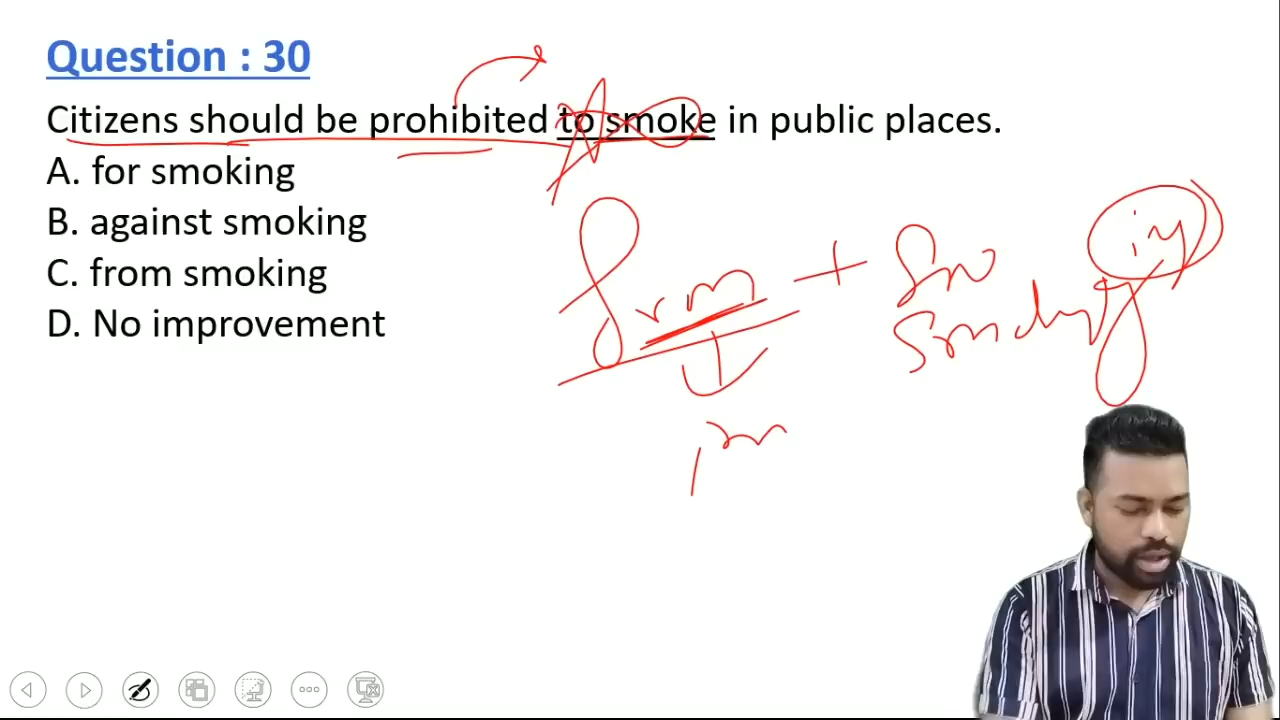 Question : 30
Citizens should be prohibited to smoke in public places.
A. for smoking
B. against smoking
C. from smoking
D. No improvement
from + Smo ing